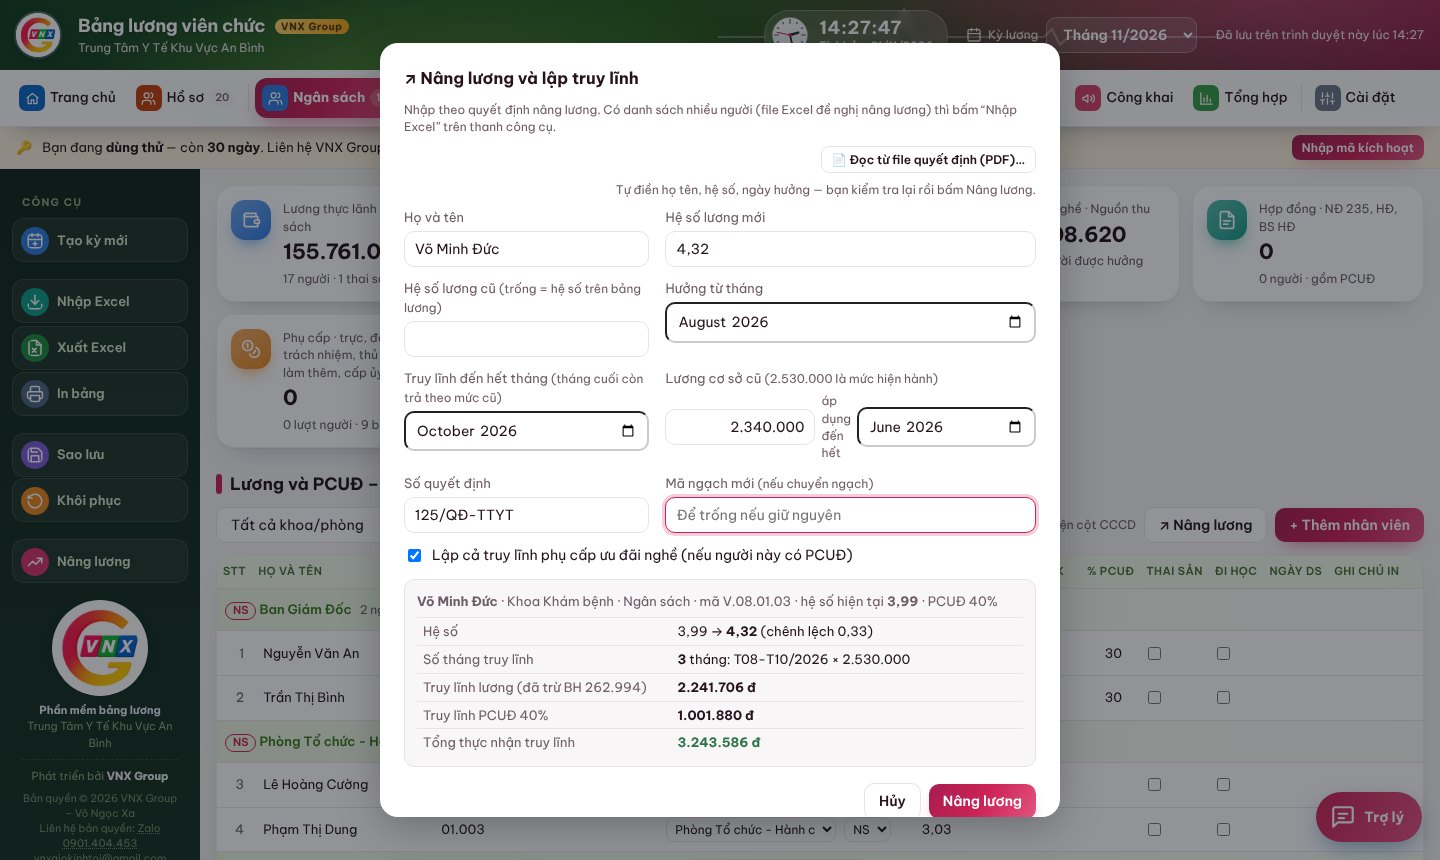 Bảng lương viên chức VNX Group
Trung Tâm Y Tế Khu Vực An Bình
14:27:47
Kỳ lương
Tháng 11/2026
Đã lưu trên trình duyệt này lúc 14:27
Trang chủ
Hồ sơ 20
Ngân sách
Công khai
Tổng hợp
Cài đặt
Bạn đang dùng thử – còn 30 ngày. Liên hệ VNX Group
Nhập mã kích hoạt
CÔNG CỤ
Tạo kỳ mới
Nhập Excel
Xuất Excel
In bảng
Sao lưu
Khôi phục
Nâng lương
VNX
Phần mềm bảng lương
Trung Tâm Y Tế Khu Vực An
Bình
Phát triển bởi VNX Group
Bản quyền © 2026 VNX Group
– Võ Ngọc Xa
Liên hệ bản quyền: Zalo
0901.404.453
vnxgiokinhtoi@gmail.com
Lương thực lãnh
sách
155.761.0
17 người · 1 thai s
Nguồn thu
8.620
được hưởng
Hợp đồng · NĐ 235, HĐ,
BS HĐ
0
0 người · gồm PCUĐ
Phụ cấp · trực, đ
trách nhiệm, thủ
làm thêm, cấp ủy
0
0 lượt người · 9 b
Lương và PCUĐ –
Tất cả khoa/phòng
cột CCCD
↗ Nâng lương
+ Thêm nhân viên
STT HỌ VÀ TÊN
% PCUĐ THAI SẢN ĐI HỌC NGÀY DS GHI CHÚ IN
NS Ban Giám Đốc
1 Nguyễn Văn An 30
2 Trần Thị Bình 30
NS Phòng Tổ chức - H
3 Lê Hoàng Cường
4 Phạm Thị Dung 01.003 Phòng Tổ chức - Hành c NS 3,03
Trợ lý
↗ Nâng lương và lập truy lĩnh
Nhập theo quyết định nâng lương. Có danh sách nhiều người (file Excel đề nghị nâng lương) thì bấm “Nhập
Excel” trên thanh công cụ.
📄 Đọc từ file quyết định (PDF)...
Tự điền họ tên, hệ số, ngày hưởng — bạn kiểm tra lại rồi bấm Nâng lương.
Họ và tên
Võ Minh Đức
Hệ số lương mới
4,32
Hệ số lương cũ (trống = hệ số trên bảng
lương)
Hưởng từ tháng
August 2026
Truy lĩnh đến hết tháng (tháng cuối còn
trả theo mức cũ)
October 2026
Lương cơ sở cũ (2.530.000 là mức hiện hành)
2.340.000
áp
dụng
đến
hết
June 2026
Số quyết định
125/QĐ-TTYT
Mã ngạch mới (nếu chuyển ngạch)
Để trống nếu giữ nguyên
Lập cả truy lĩnh phụ cấp ưu đãi nghề (nếu người này có PCUĐ)
Võ Minh Đức · Khoa Khám bệnh · Ngân sách · mã V.08.01.03 · hệ số hiện tại 3,99 · PCUĐ 40%
Hệ số 3,99 → 4,32 (chênh lệch 0,33)
Số tháng truy lĩnh 3 tháng: T08-T10/2026 × 2.530.000
Truy lĩnh lương (đã trừ BH 262.994) 2.241.706 đ
Truy lĩnh PCUĐ 40% 1.001.880 đ
Tổng thực nhận truy lĩnh 3.243.586 đ
Hủy
Nâng lương